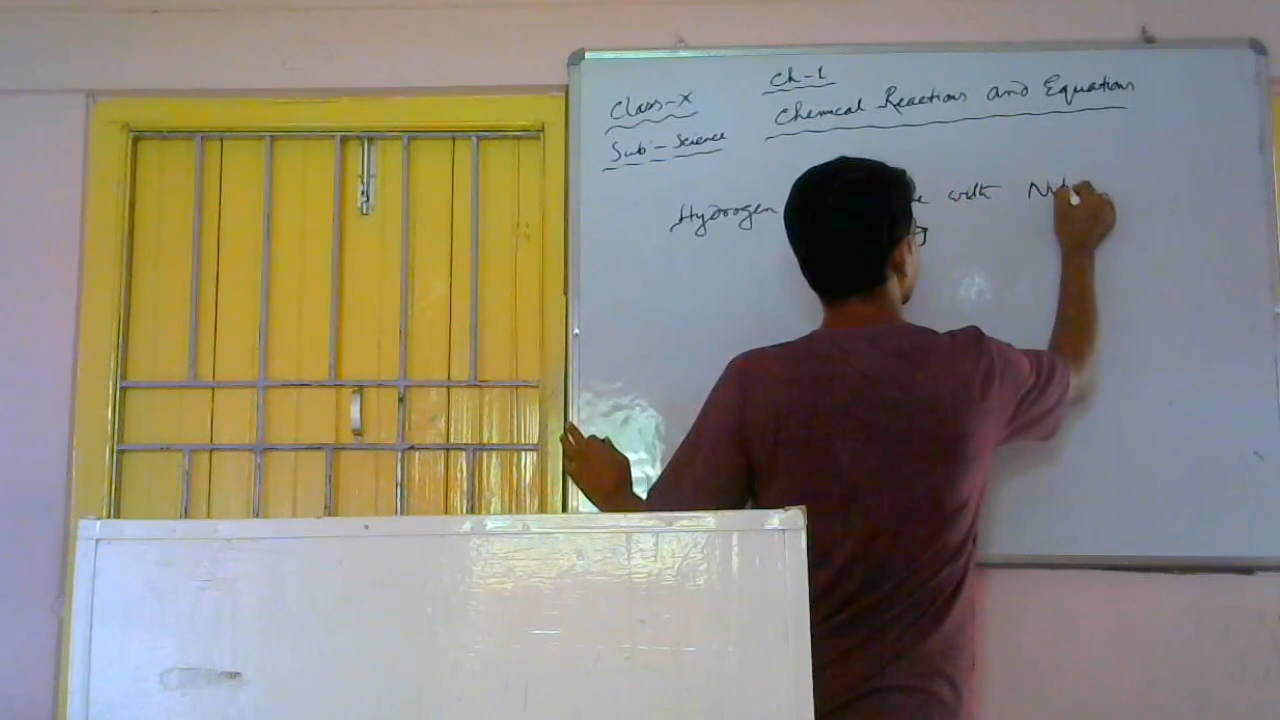 Class-X
Ch-1
Chemical Reactions and Equations
Sub:- Science
Hydrogen with